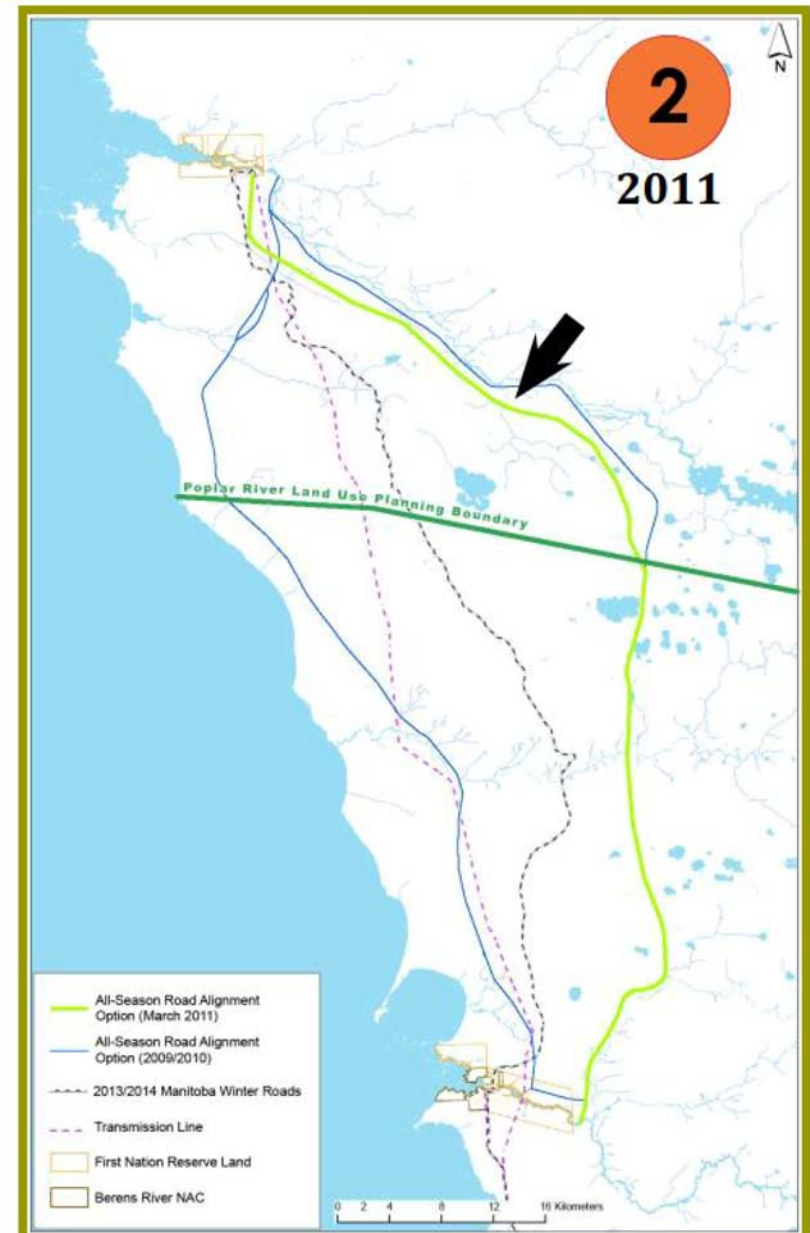 N
2
2011
Poplar River Land Use Planning Boundary
All-Season Road Alignment
Option (March 2011)
All-Season Road Alignment
Option (2009/2010)
2013/2014 Manitoba Winter Roads
Transmission Line
First Nation Reserve Land
Berens River NAC
0 2 4 8 12 16 Kilometers